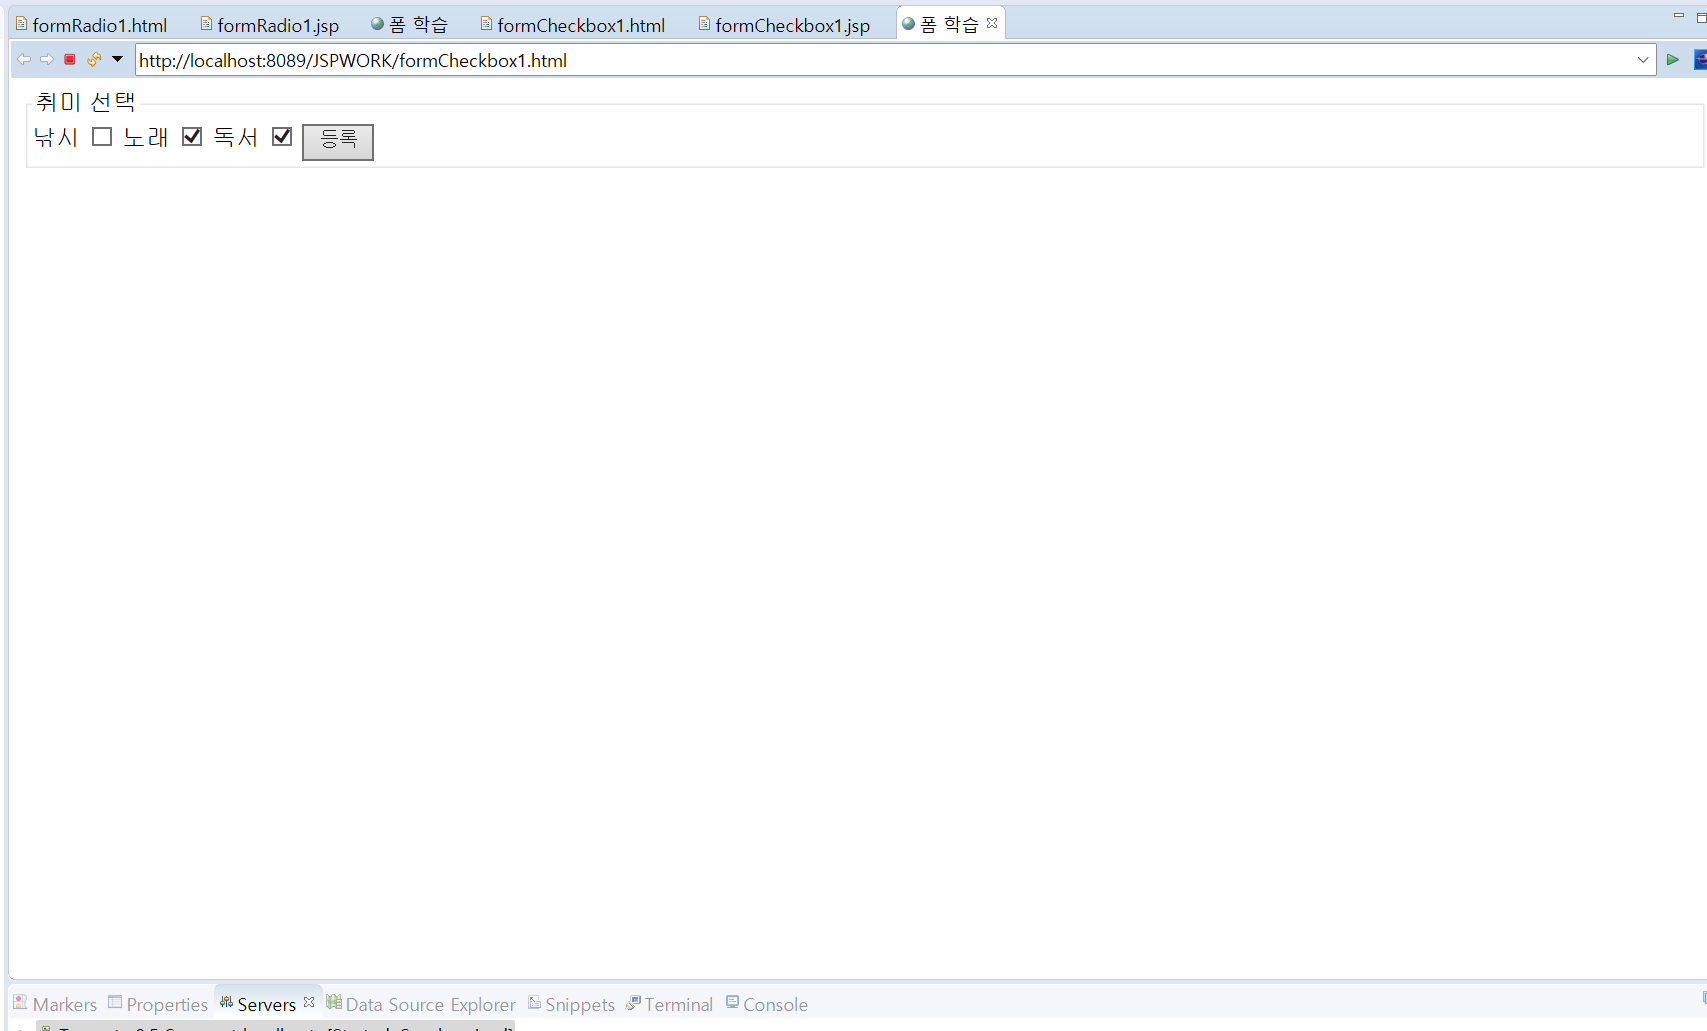 formRadio1.html formRadio1.jsp 폼 학습 formCheckbox1.html formCheckbox1.jsp 폼 학습
http://localhost:8089/JSPWORK/formCheckbox1.html
취미 선택
낚시 노래 독서 등록
Markers Properties Servers Data Source Explorer Snippets Terminal Console